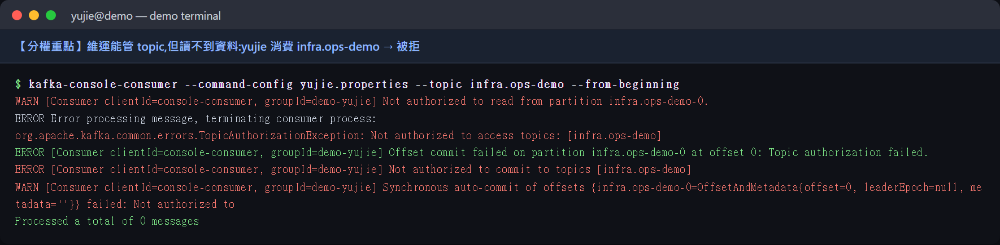 yujie@demo — demo terminal
【分權重點】維運能管 topic,但讀不到資料:yujie 消費 infra.ops-demo → 被拒
$ kafka-console-consumer --command-config yujie.properties --topic infra.ops-demo --from-beginning
WARN [Consumer clientId=console-consumer, groupId=demo-yujie] Not authorized to read from partition infra.ops-demo-0.
ERROR Error processing message, terminating consumer process:
org.apache.kafka.common.errors.TopicAuthorizationException: Not authorized to access topics: [infra.ops-demo]
ERROR [Consumer clientId=console-consumer, groupId=demo-yujie] Offset commit failed on partition infra.ops-demo-0 at offset 0: Topic authorization failed.
ERROR [Consumer clientId=console-consumer, groupId=demo-yujie] Not authorized to commit to topics [infra.ops-demo]
WARN [Consumer clientId=console-consumer, groupId=demo-yujie] Synchronous auto-commit of offsets {infra.ops-demo-0=OffsetAndMetadata{offset=0, leaderEpoch=null, me
tadata=''}} failed: Not authorized to
Processed a total of 0 messages